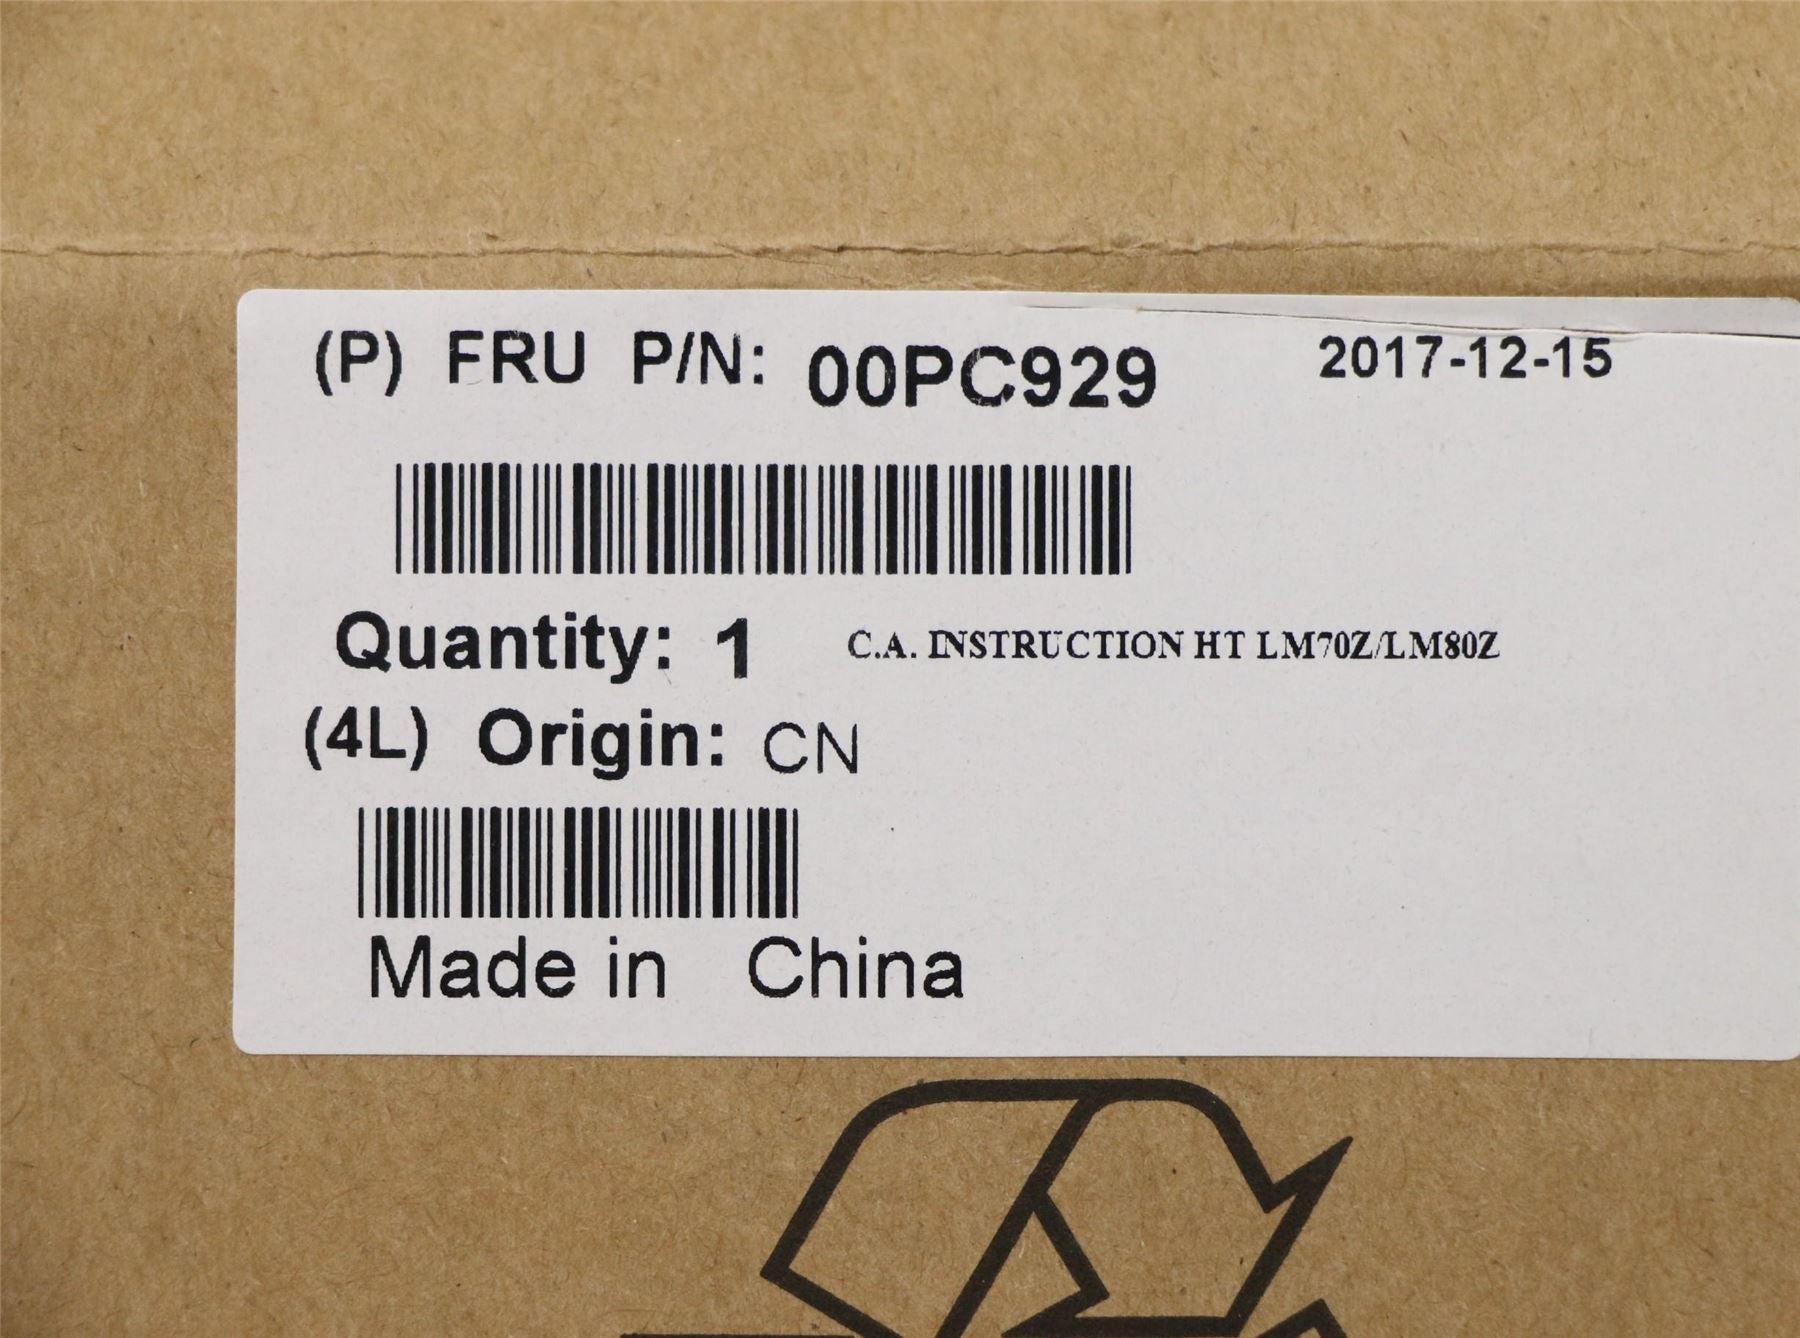 (P) FRU P/N: 00PC929 2017-12-15
Quantity: 1 C.A. INSTRUCTION HT LM70Z/LM80Z
(4L) Origin: CN
Made in China